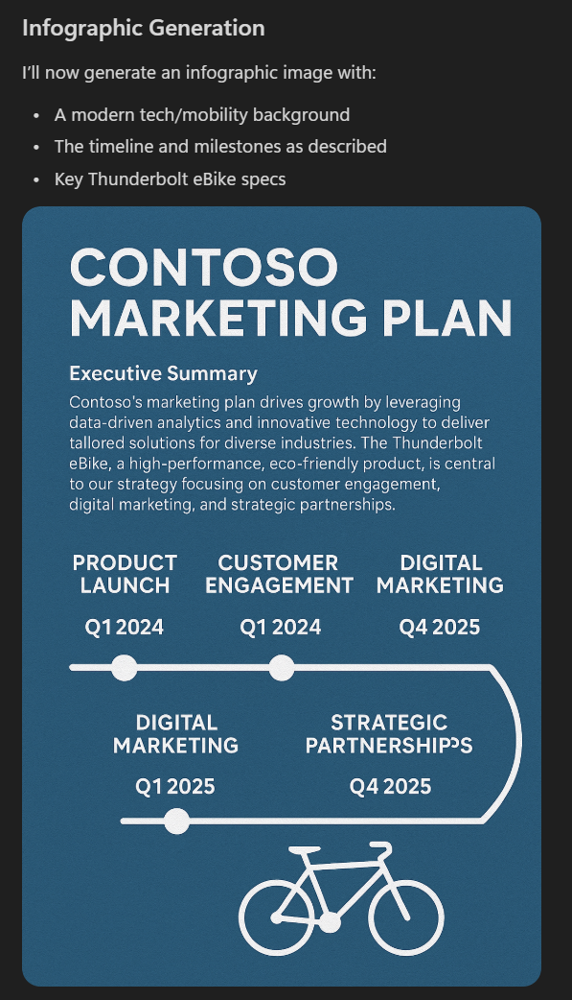 Infographic Generation
I'll now generate an infographic image with:
• A modern tech/mobility background
• The timeline and milestones as described
• Key Thunderbolt eBike specs
CONTOSO
MARKETING PLAN
Executive Summary
Contoso's marketing plan drives growth by leveraging
data-driven analytics and innovative technology to deliver
tailored solutions for diverse industries. The Thunderbolt
eBike, a high-performance, eco-friendly product, is central
to our strategy focusing on customer engagement,
digital marketing, and strategic partnerships.
PRODUCT
LAUNCH
Q1 2024
CUSTOMER
ENGAGEMENT
Q1 2024
DIGITAL
MARKETING
Q4 2025
DIGITAL
MARKETING
Q1 2025
STRATEGIC
PARTNERSHIPS
Q4 2025